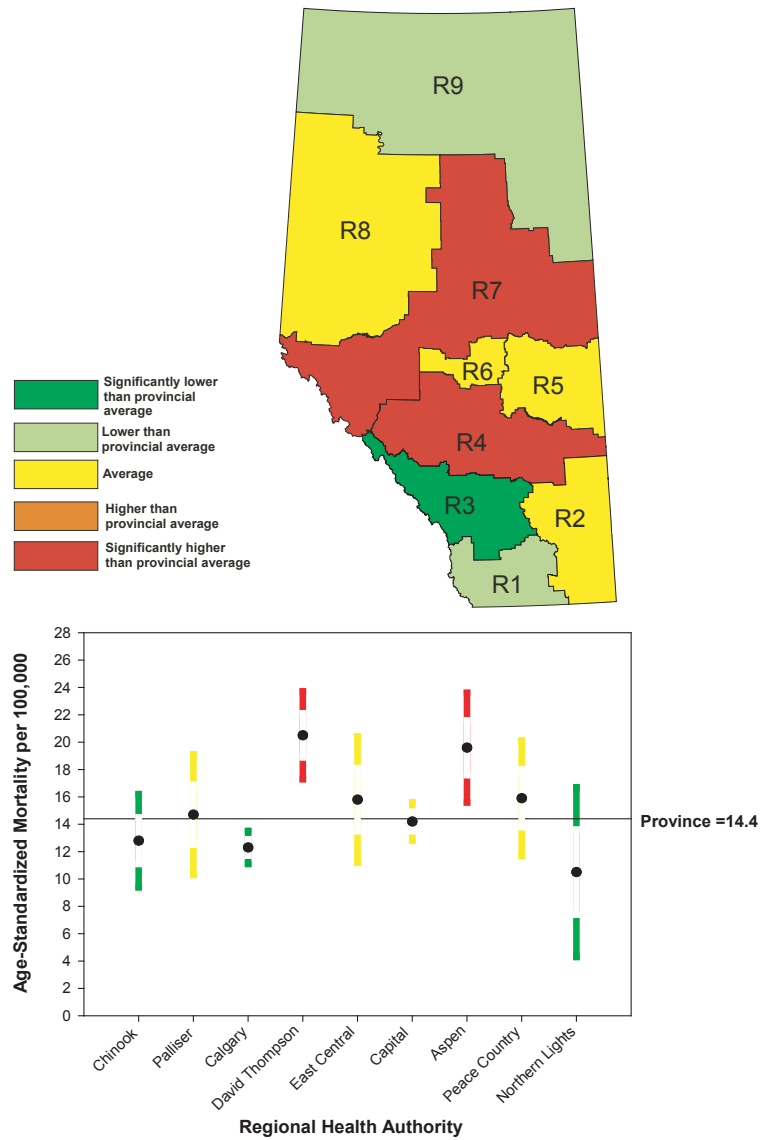 R9
R8
R7
R6
R5
R4
R3
R2
R1
Significantly lower
than provincial
average
Lower than
provincial average
Average
Higher than
provincial average
Significantly higher
than provincial average
Age-Standardized Mortality per 100,000
28
26
24
22
20
18
16
14
12
10
8
6
4
2
0
Province =14.4
Chinook
Palliser
Calgary
David Thompson
East Central
Capital
Aspen
Peace Country
Northern Lights
Regional Health Authority